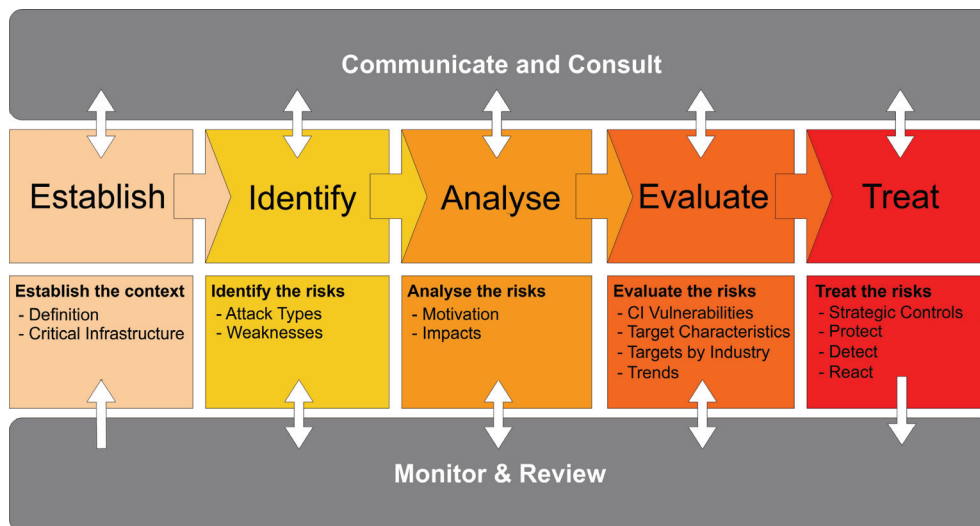 Communicate and Consult
Establish
Identify
Analyse
Evaluate
Treat
Establish the context
- Definition
- Critical Infrastructure
Identify the risks
- Attack Types
- Weaknesses
Analyse the risks
- Motivation
- Impacts
Evaluate the risks
- CI Vulnerabilities
- Target Characteristics
- Targets by Industry
- Trends
Treat the risks
- Strategic Controls
- Protect
- Detect
- React
Monitor & Review